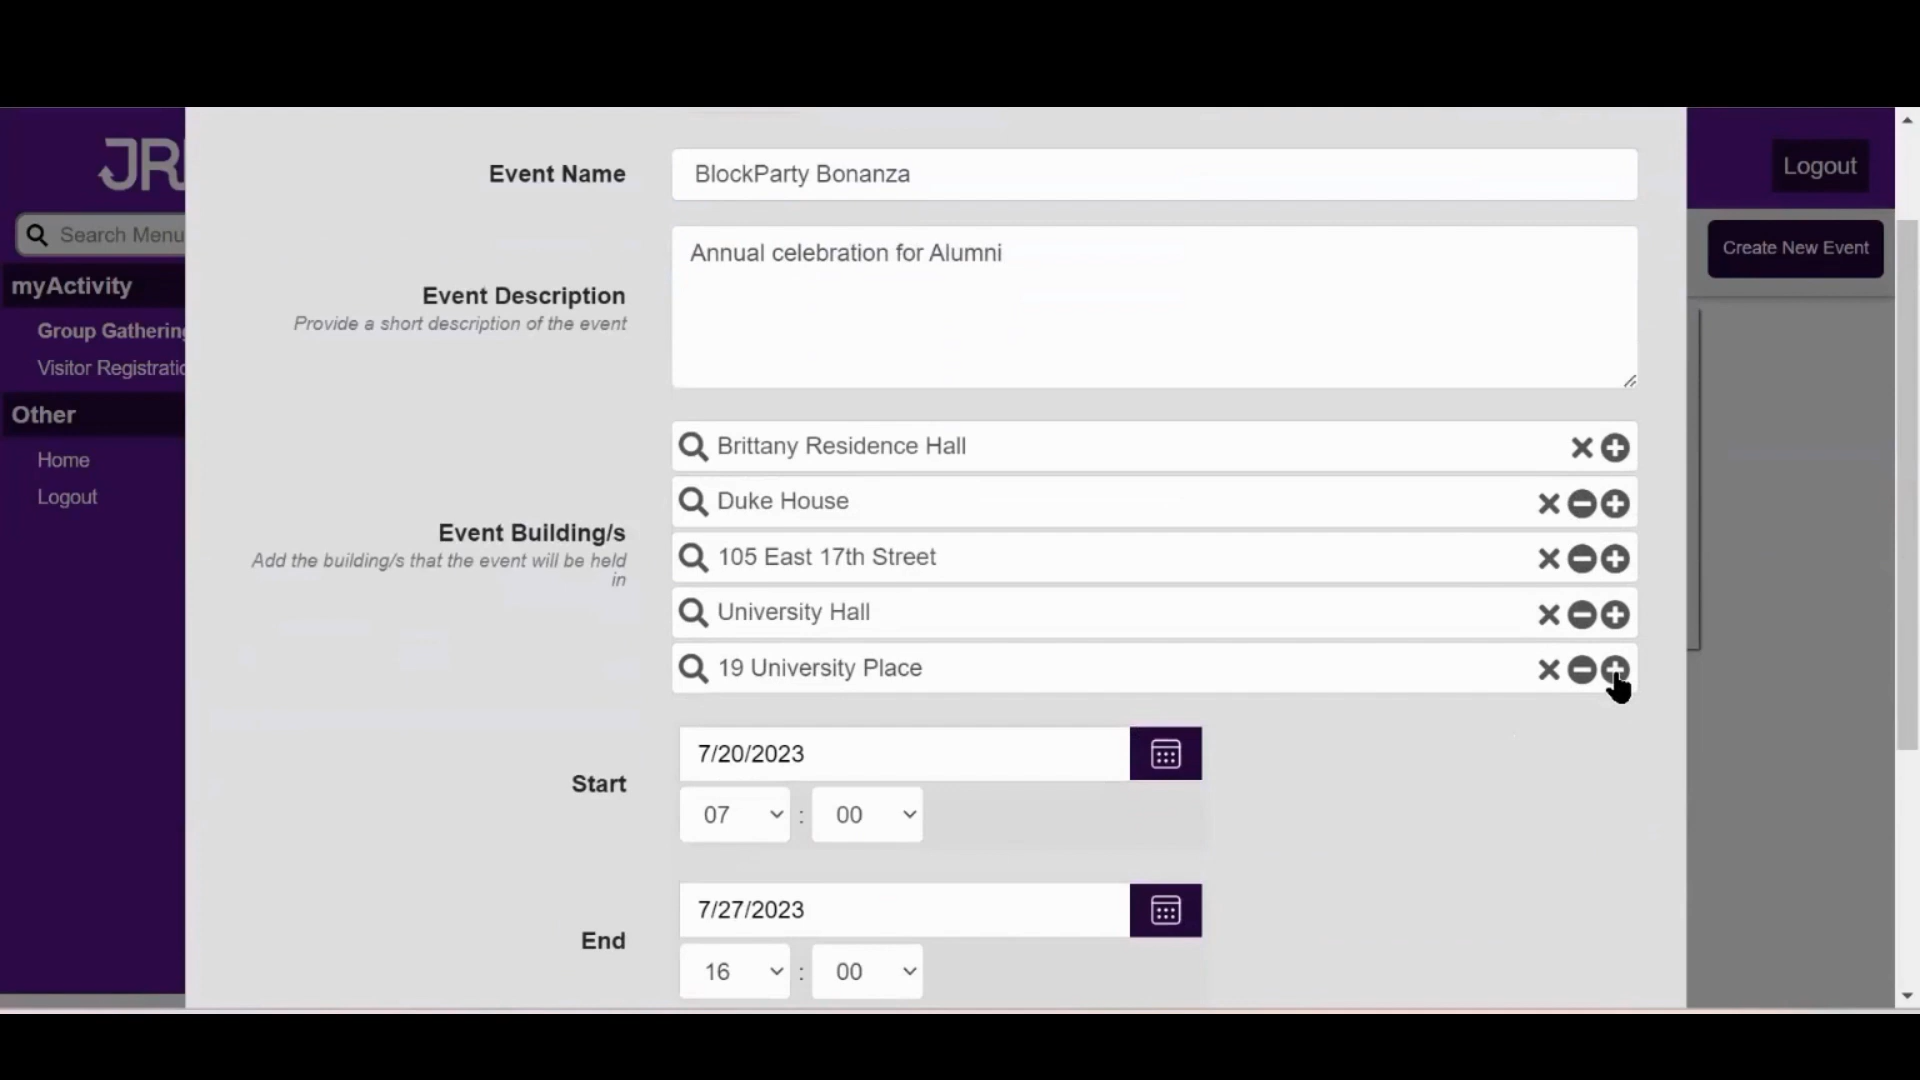 JR
Logout
Search Menu
Create New Event
myActivity
Group Gathering
Visitor Registratio
Other
Home
Logout
Event Name
BlockParty Bonanza
Event Description
Provide a short description of the event
Annual celebration for Alumni
Event Building/s
Add the building/s that the event will be held
in
Brittany Residence Hall
Duke House
105 East 17th Street
University Hall
19 University Place
Start
7/20/2023
07 : 00
End
7/27/2023
16 : 00